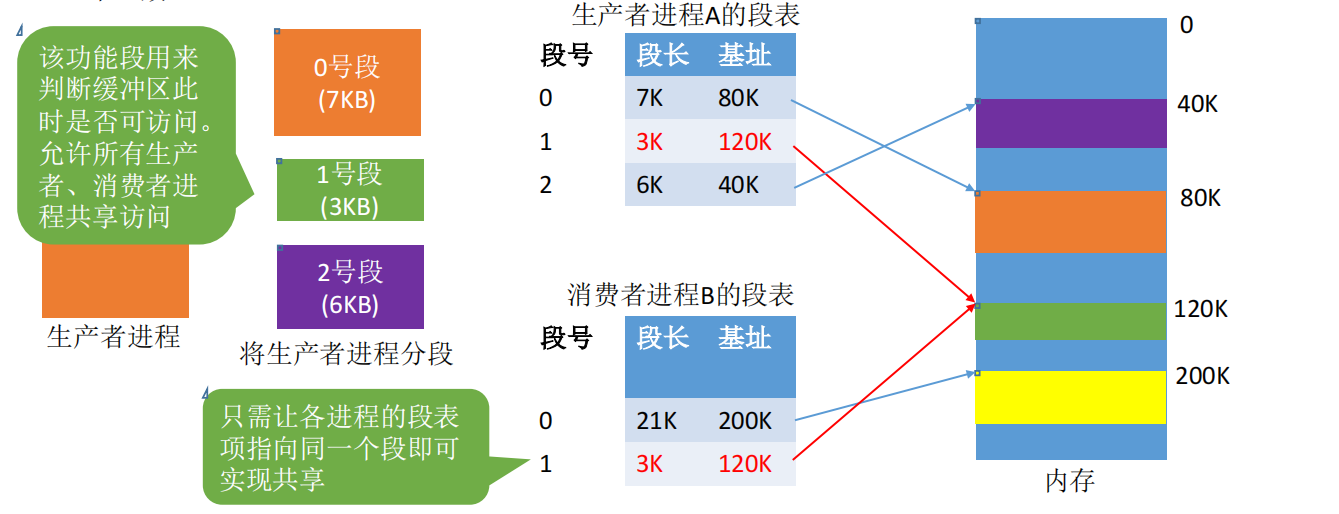 该功能段用来
判断缓冲区此
时是否可访问。
允许所有生产
者、消费者进
程共享访问
生产者进程
0号段
(7KB)
1号段
(3KB)
2号段
(6KB)
将生产者进程分段
生产者进程A的段表
段号 段长 基址
0 7K 80K
1 3K 120K
2 6K 40K
消费者进程B的段表
段号 段长 基址
0 21K 200K
1 3K 120K
只需让各进程的段表
项指向同一个段即可
实现共享
0
40K
80K
120K
200K
内存